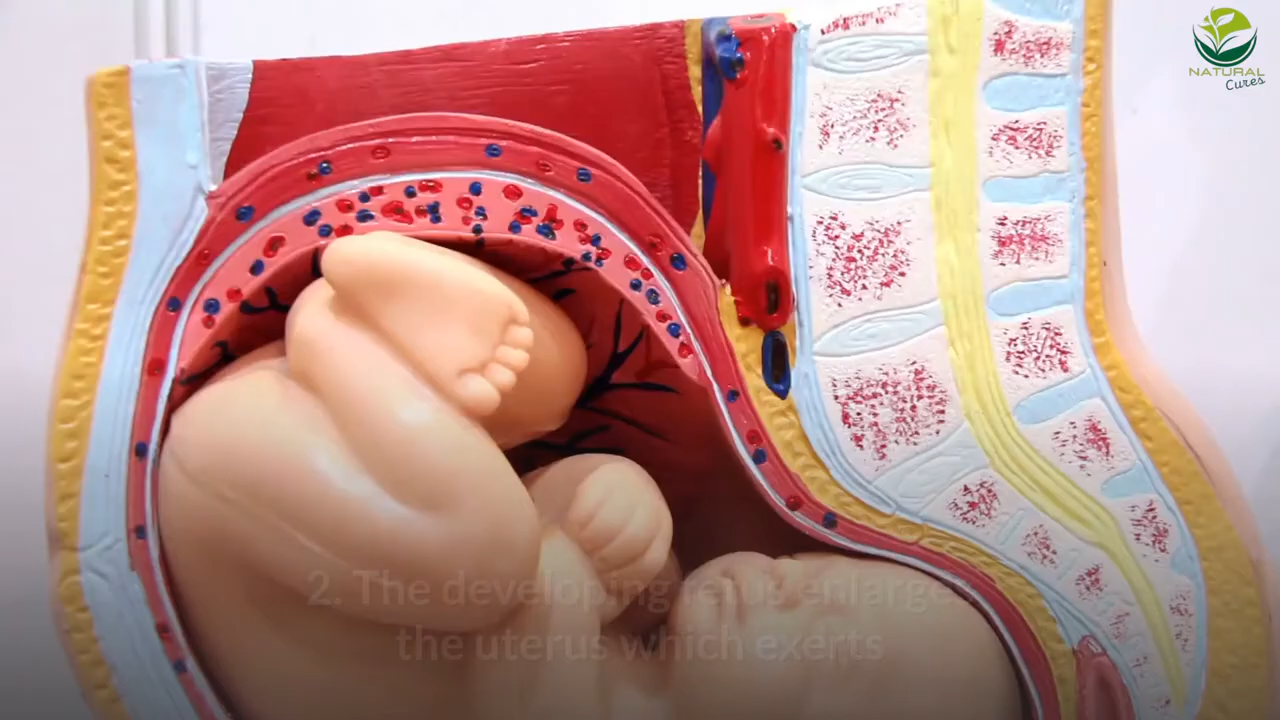 NATURAL
Cures
2. The developing fetus enlarges
the uterus which exerts